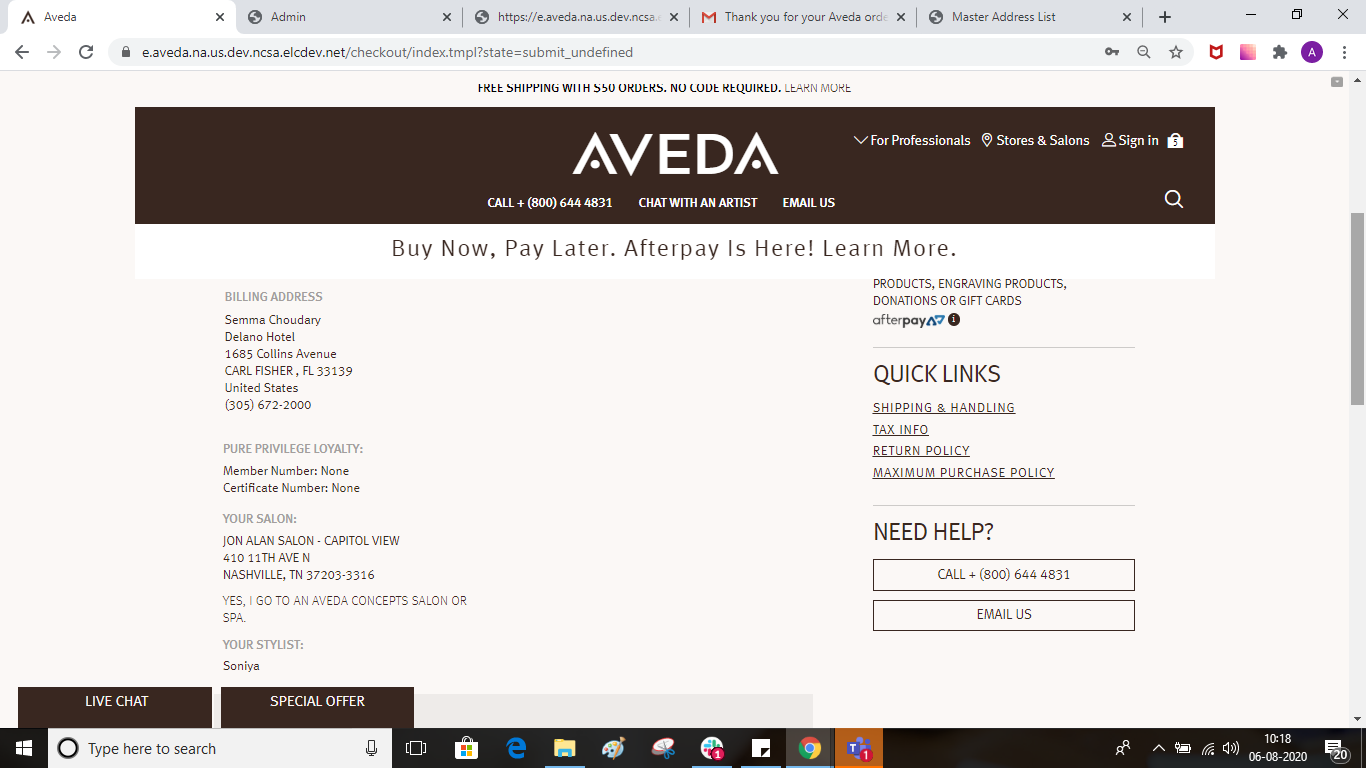 Aveda
Admin
https://e.aveda.na.us.dev.ncsa.e
Thank you for your Aveda orde
Master Address List
e.aveda.na.us.dev.ncsa.elcdev.net/checkout/index.tmpl?state=submit_undefined
A
FREE SHIPPING WITH $50 ORDERS. NO CODE REQUIRED. LEARN MORE
AVEDA
For Professionals
Stores & Salons
Sign in
5
CALL + (800) 644 4831
CHAT WITH AN ARTIST
EMAIL US
Buy Now, Pay Later. Afterpay Is Here! Learn More.
BILLING ADDRESS
Semma Choudary
Delano Hotel
1685 Collins Avenue
CARL FISHER , FL 33139
United States
(305) 672-2000
PURE PRIVILEGE LOYALTY:
Member Number: None
Certificate Number: None
YOUR SALON:
JON ALAN SALON - CAPITOL VIEW
410 11TH AVE N
NASHVILLE, TN 37203-3316
YES, I GO TO AN AVEDA CONCEPTS SALON OR
SPA.
YOUR STYLIST:
Soniya
PRODUCTS, ENGRAVING PRODUCTS,
DONATIONS OR GIFT CARDS
afterpay
QUICK LINKS
SHIPPING & HANDLING
TAX INFO
RETURN POLICY
MAXIMUM PURCHASE POLICY
NEED HELP?
CALL + (800) 644 4831
EMAIL US
LIVE CHAT
SPECIAL OFFER
Type here to search
1
1
10:18
06-08-2020
20